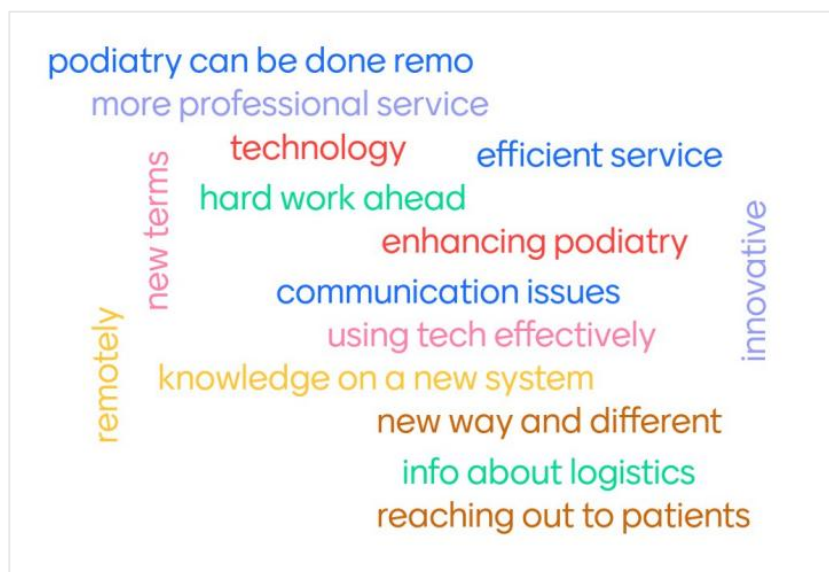 podiatry can be done remo
more professional service
technology
efficient service
new terms
hard work ahead
innovative
enhancing podiatry
communication issues
remotely
using tech effectively
knowledge on a new system
new way and different
info about logistics
reaching out to patients